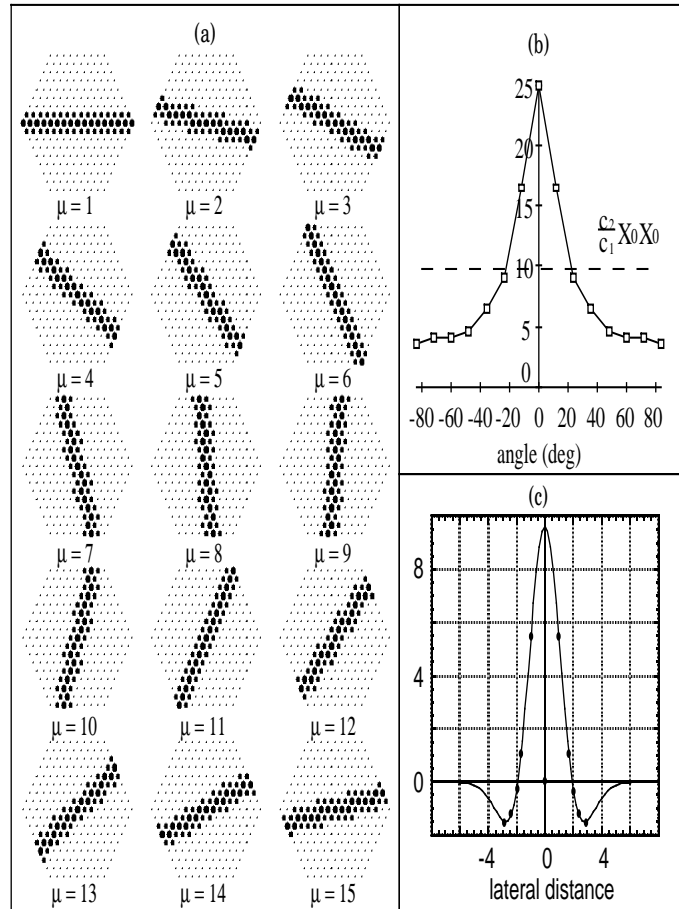 (a)
μ = 1 μ = 2 μ = 3
μ = 4 μ = 5 μ = 6
μ = 7 μ = 8 μ = 9
μ = 10 μ = 11 μ = 12
μ = 13 μ = 14 μ = 15
(b)
25
20
15
10
5
0
c2/c1 X0X0
-80 -60 -40 -20 0 20 40 60 80
angle (deg)
(c)
8
4
0
-4 0 4
lateral distance